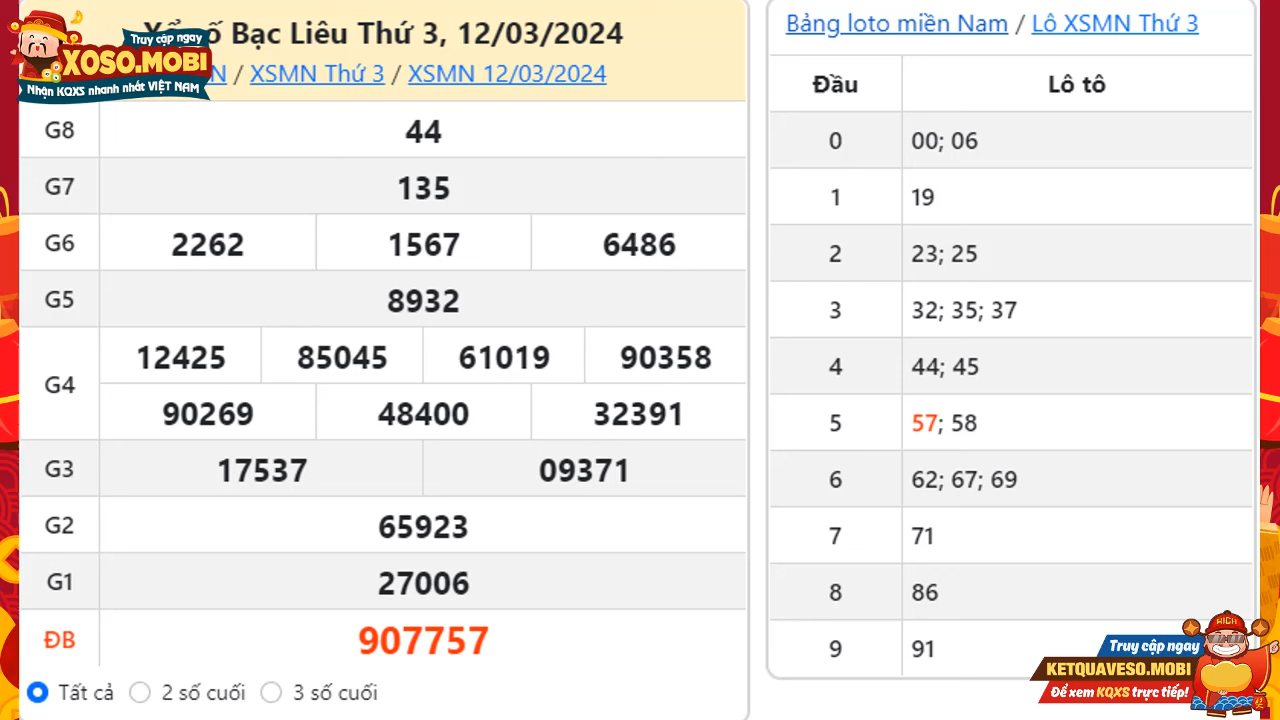 Truy cập ngay
XOSO.MOBI
Nhận KQXS nhanh nhất VIỆT NAM
ố Bạc Liêu Thứ 3, 12/03/2024
N / XSMN Thứ 3 / XSMN 12/03/2024
G8 44
G7 135
G6 2262 1567 6486
G5 8932
G4 12425 85045 61019 90358
90269 48400 32391
G3 17537 09371
G2 65923
G1 27006
ĐB 907757
Tất cả 2 số cuối 3 số cuối
Bảng loto miền Nam / Lô XSMN Thứ 3
Đầu Lô tô
0 00; 06
1 19
2 23; 25
3 32; 35; 37
4 44; 45
5 57; 58
6 62; 67; 69
7 71
8 86
9 91
RICH
Truy cập ngay
KETQUAVESO.MOBI
Để xem KQXS trực tiếp!